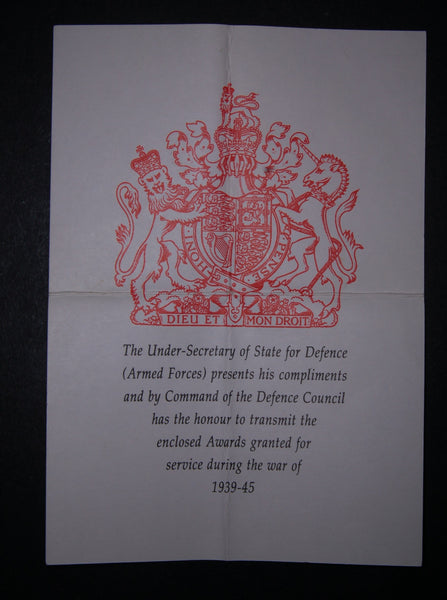 HONI SOIT QUI MAL Y PENSE
DIEU ET MON DROIT
The Under-Secretary of State for Defence
(Armed Forces) presents his compliments
and by Command of the Defence Council
has the honour to transmit the
enclosed Awards granted for
service during the war of
1939-45